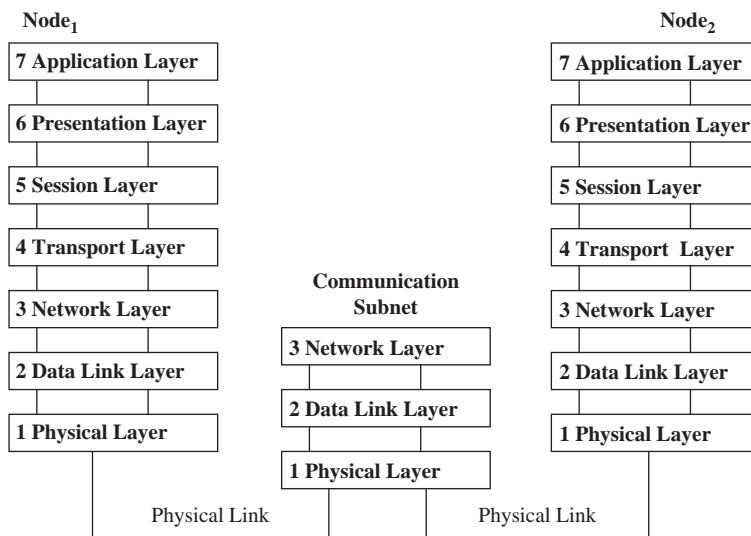 Node1
7 Application Layer
6 Presentation Layer
5 Session Layer
4 Transport Layer
3 Network Layer
2 Data Link Layer
1 Physical Layer
Communication
Subnet
3 Network Layer
2 Data Link Layer
1 Physical Layer
Node2
7 Application Layer
6 Presentation Layer
5 Session Layer
4 Transport Layer
3 Network Layer
2 Data Link Layer
1 Physical Layer
Physical Link
Physical Link